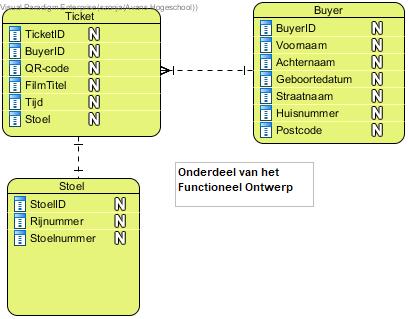 Visual Paradigm Enterprise(Avans Hogeschool))
Ticket
TicketID N
BuyerID N
QR-code N
FilmTitel N
Tijd N
Stoel N
Buyer
BuyerID N
Voornaam N
Achternaam N
Geboortedatum N
Straatnaam N
Huisnummer N
Postcode N
Stoel
StoelID N
Rijnummer N
Stoelnummer N
Onderdeel van het
Functioneel Ontwerp